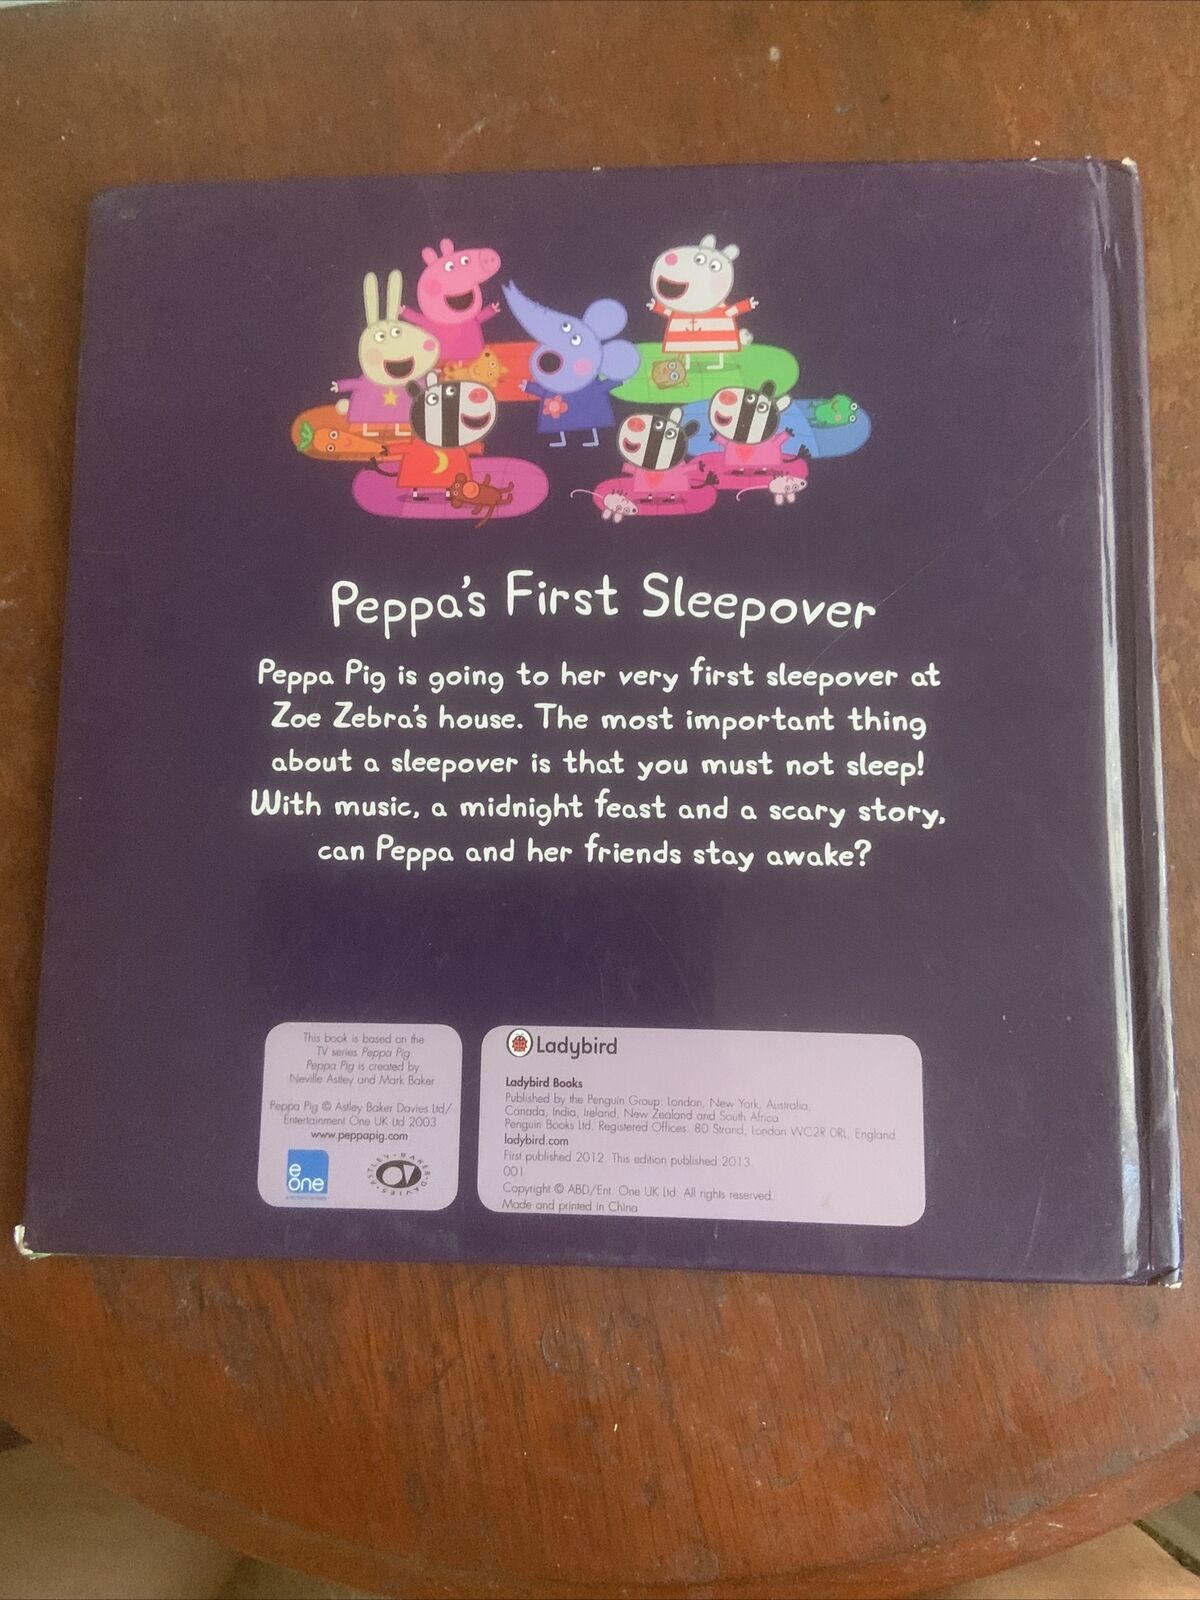 Peppa's First Sleepover
Peppa Pig is going to her very first sleepover at
Zoe Zebra's house. The most important thing
about a sleepover is that you must not sleep!
With music, a midnight feast and a scary story,
can Peppa and her friends stay awake?
This book is based on the
TV series Peppa Pig
Peppa Pig is created by
Neville Astley and Mark Baker
Peppa Pig © Astley Baker Davies Ltd/
Entertainment One UK Ltd 2003
www.peppapig.com
e
one
ASTLEY·BAKER·DAVIES
Ladybird
Ladybird Books
Published by the Penguin Group: London, New York, Australia,
Canada, India, Ireland, New Zealand and South Africa
Penguin Books Ltd, Registered Offices: 80 Strand, London WC2R 0RL, England
ladybird.com
First published 2012. This edition published 2013
001
Copyright © ABD/Ent. One UK Ltd. All rights reserved.
Made and printed in China